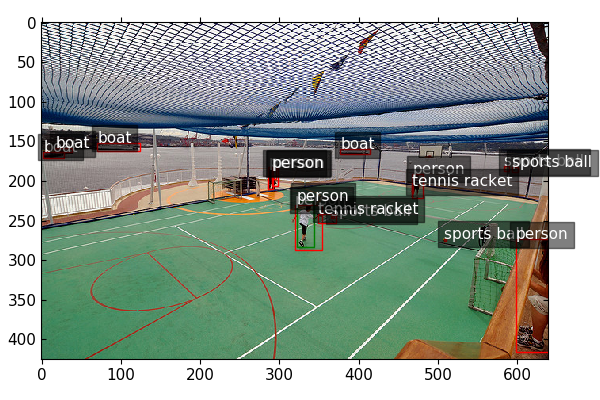 0
50
100
150
200
250
300
350
400
boat
boat
boat
boat
person
person
sports ball
tennis racket
person
tennis racket
sports ba
person
0
100
200
300
400
500
600